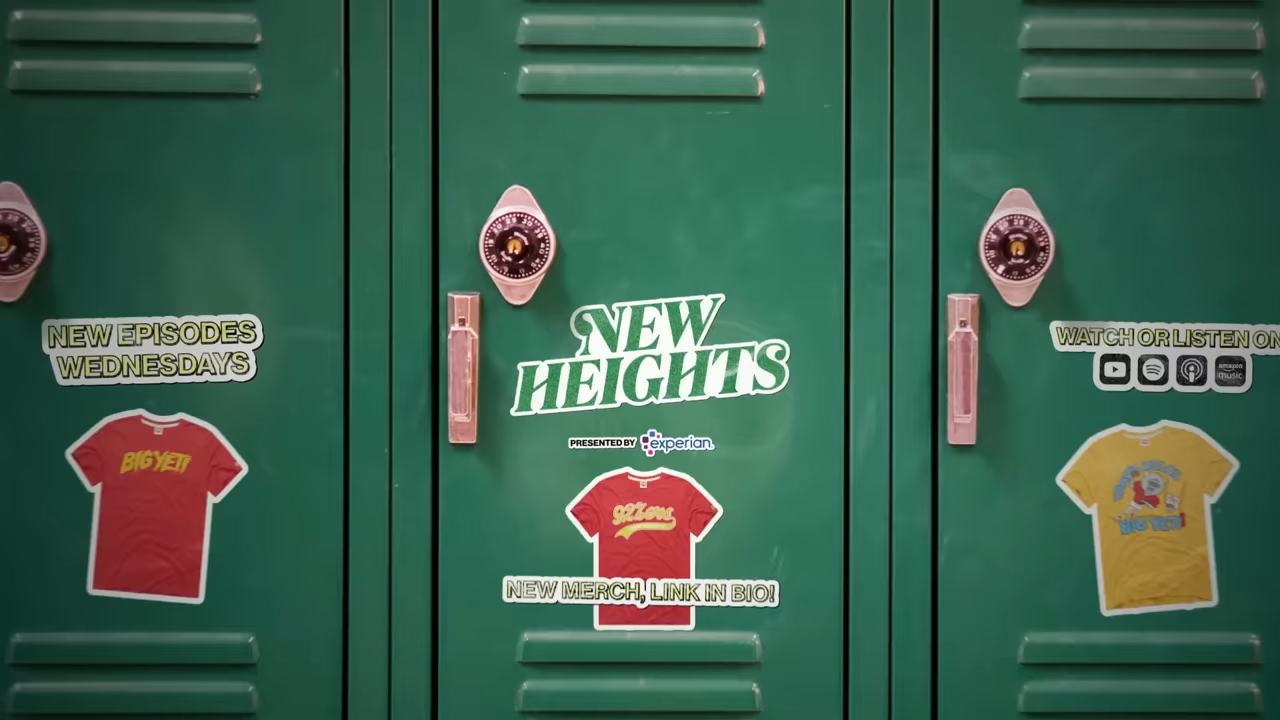 NEW EPISODES
WEDNESDAYS
BIG YETI
NEW
HEIGHTS
PRESENTED BY experian.
92%ers
NEW MERCH, LINK IN BIO!
WATCH OR LISTEN ON
amazon
music
BIG YETI